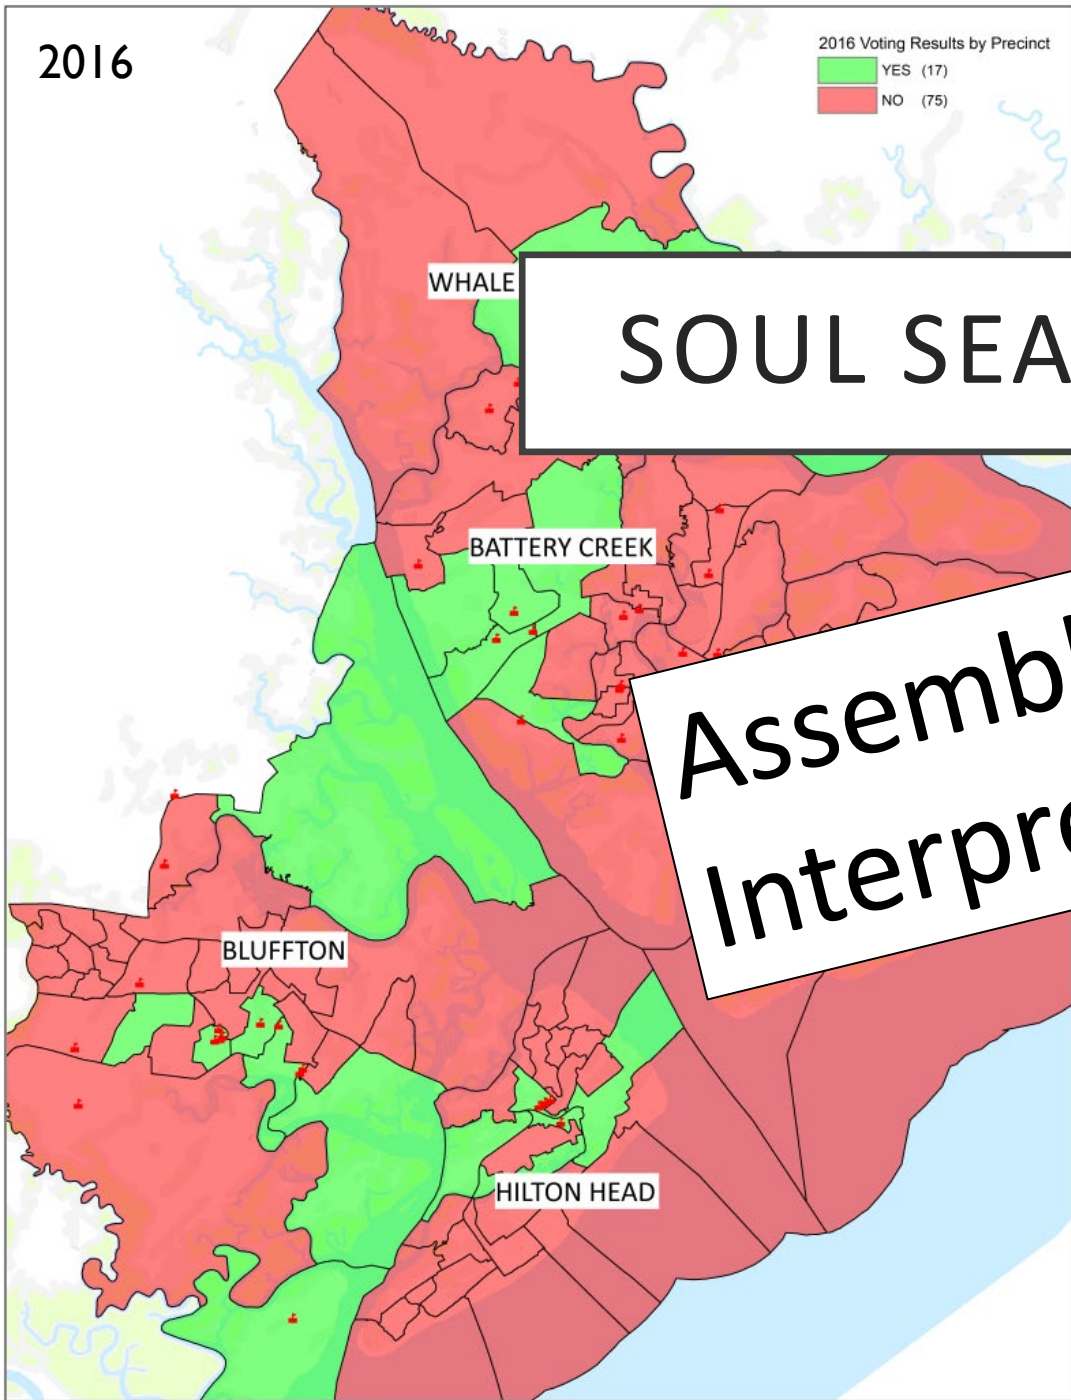 2016
2016 Voting Results by Precinct
YES (17)
NO (75)
WHALE
SOUL SEA
BATTERY CREEK
Assembl
Interpre
BLUFFTON
HILTON HEAD